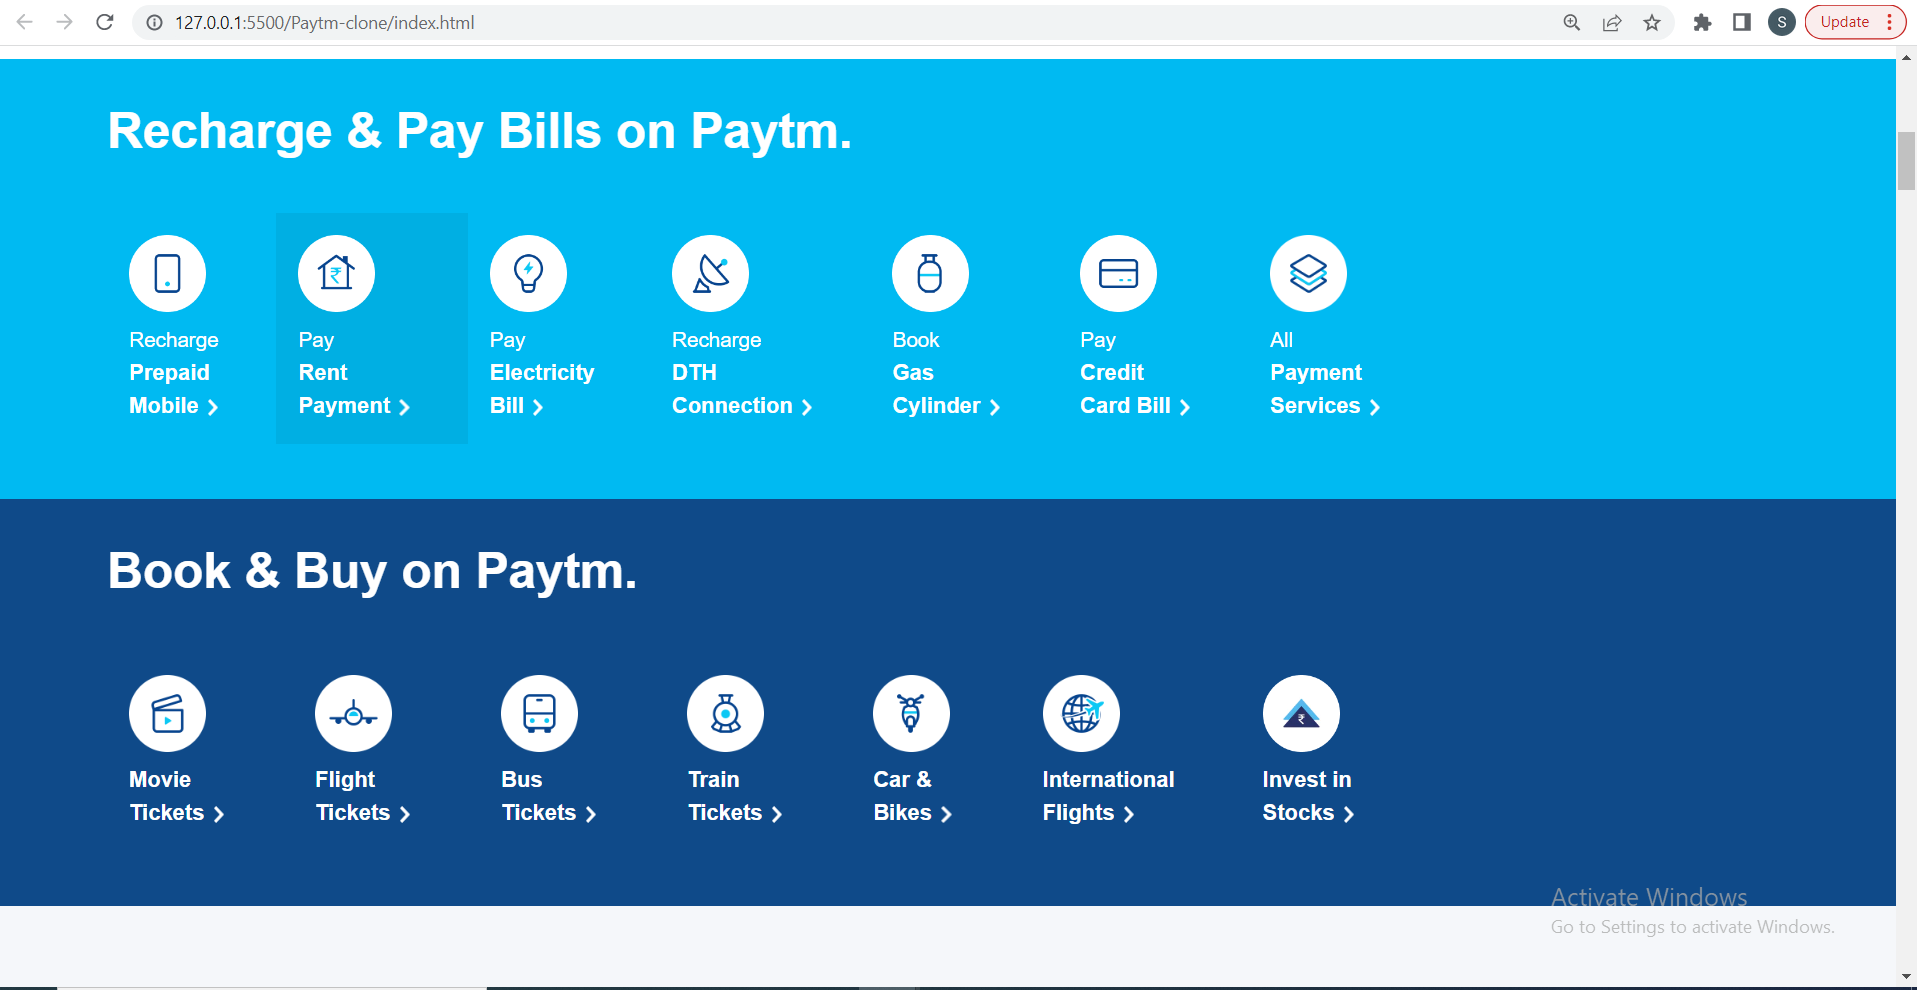 127.0.0.1:5500/Paytm-clone/index.html
S
Update
Recharge & Pay Bills on Paytm.
Recharge
Prepaid
Mobile
Pay
Rent
Payment
Pay
Electricity
Bill
Recharge
DTH
Connection
Book
Gas
Cylinder
Pay
Credit
Card Bill
All
Payment
Services
Book & Buy on Paytm.
Movie
Tickets
Flight
Tickets
Bus
Tickets
Train
Tickets
Car &
Bikes
International
Flights
Invest in
Stocks
Activate Windows
Go to Settings to activate Windows.